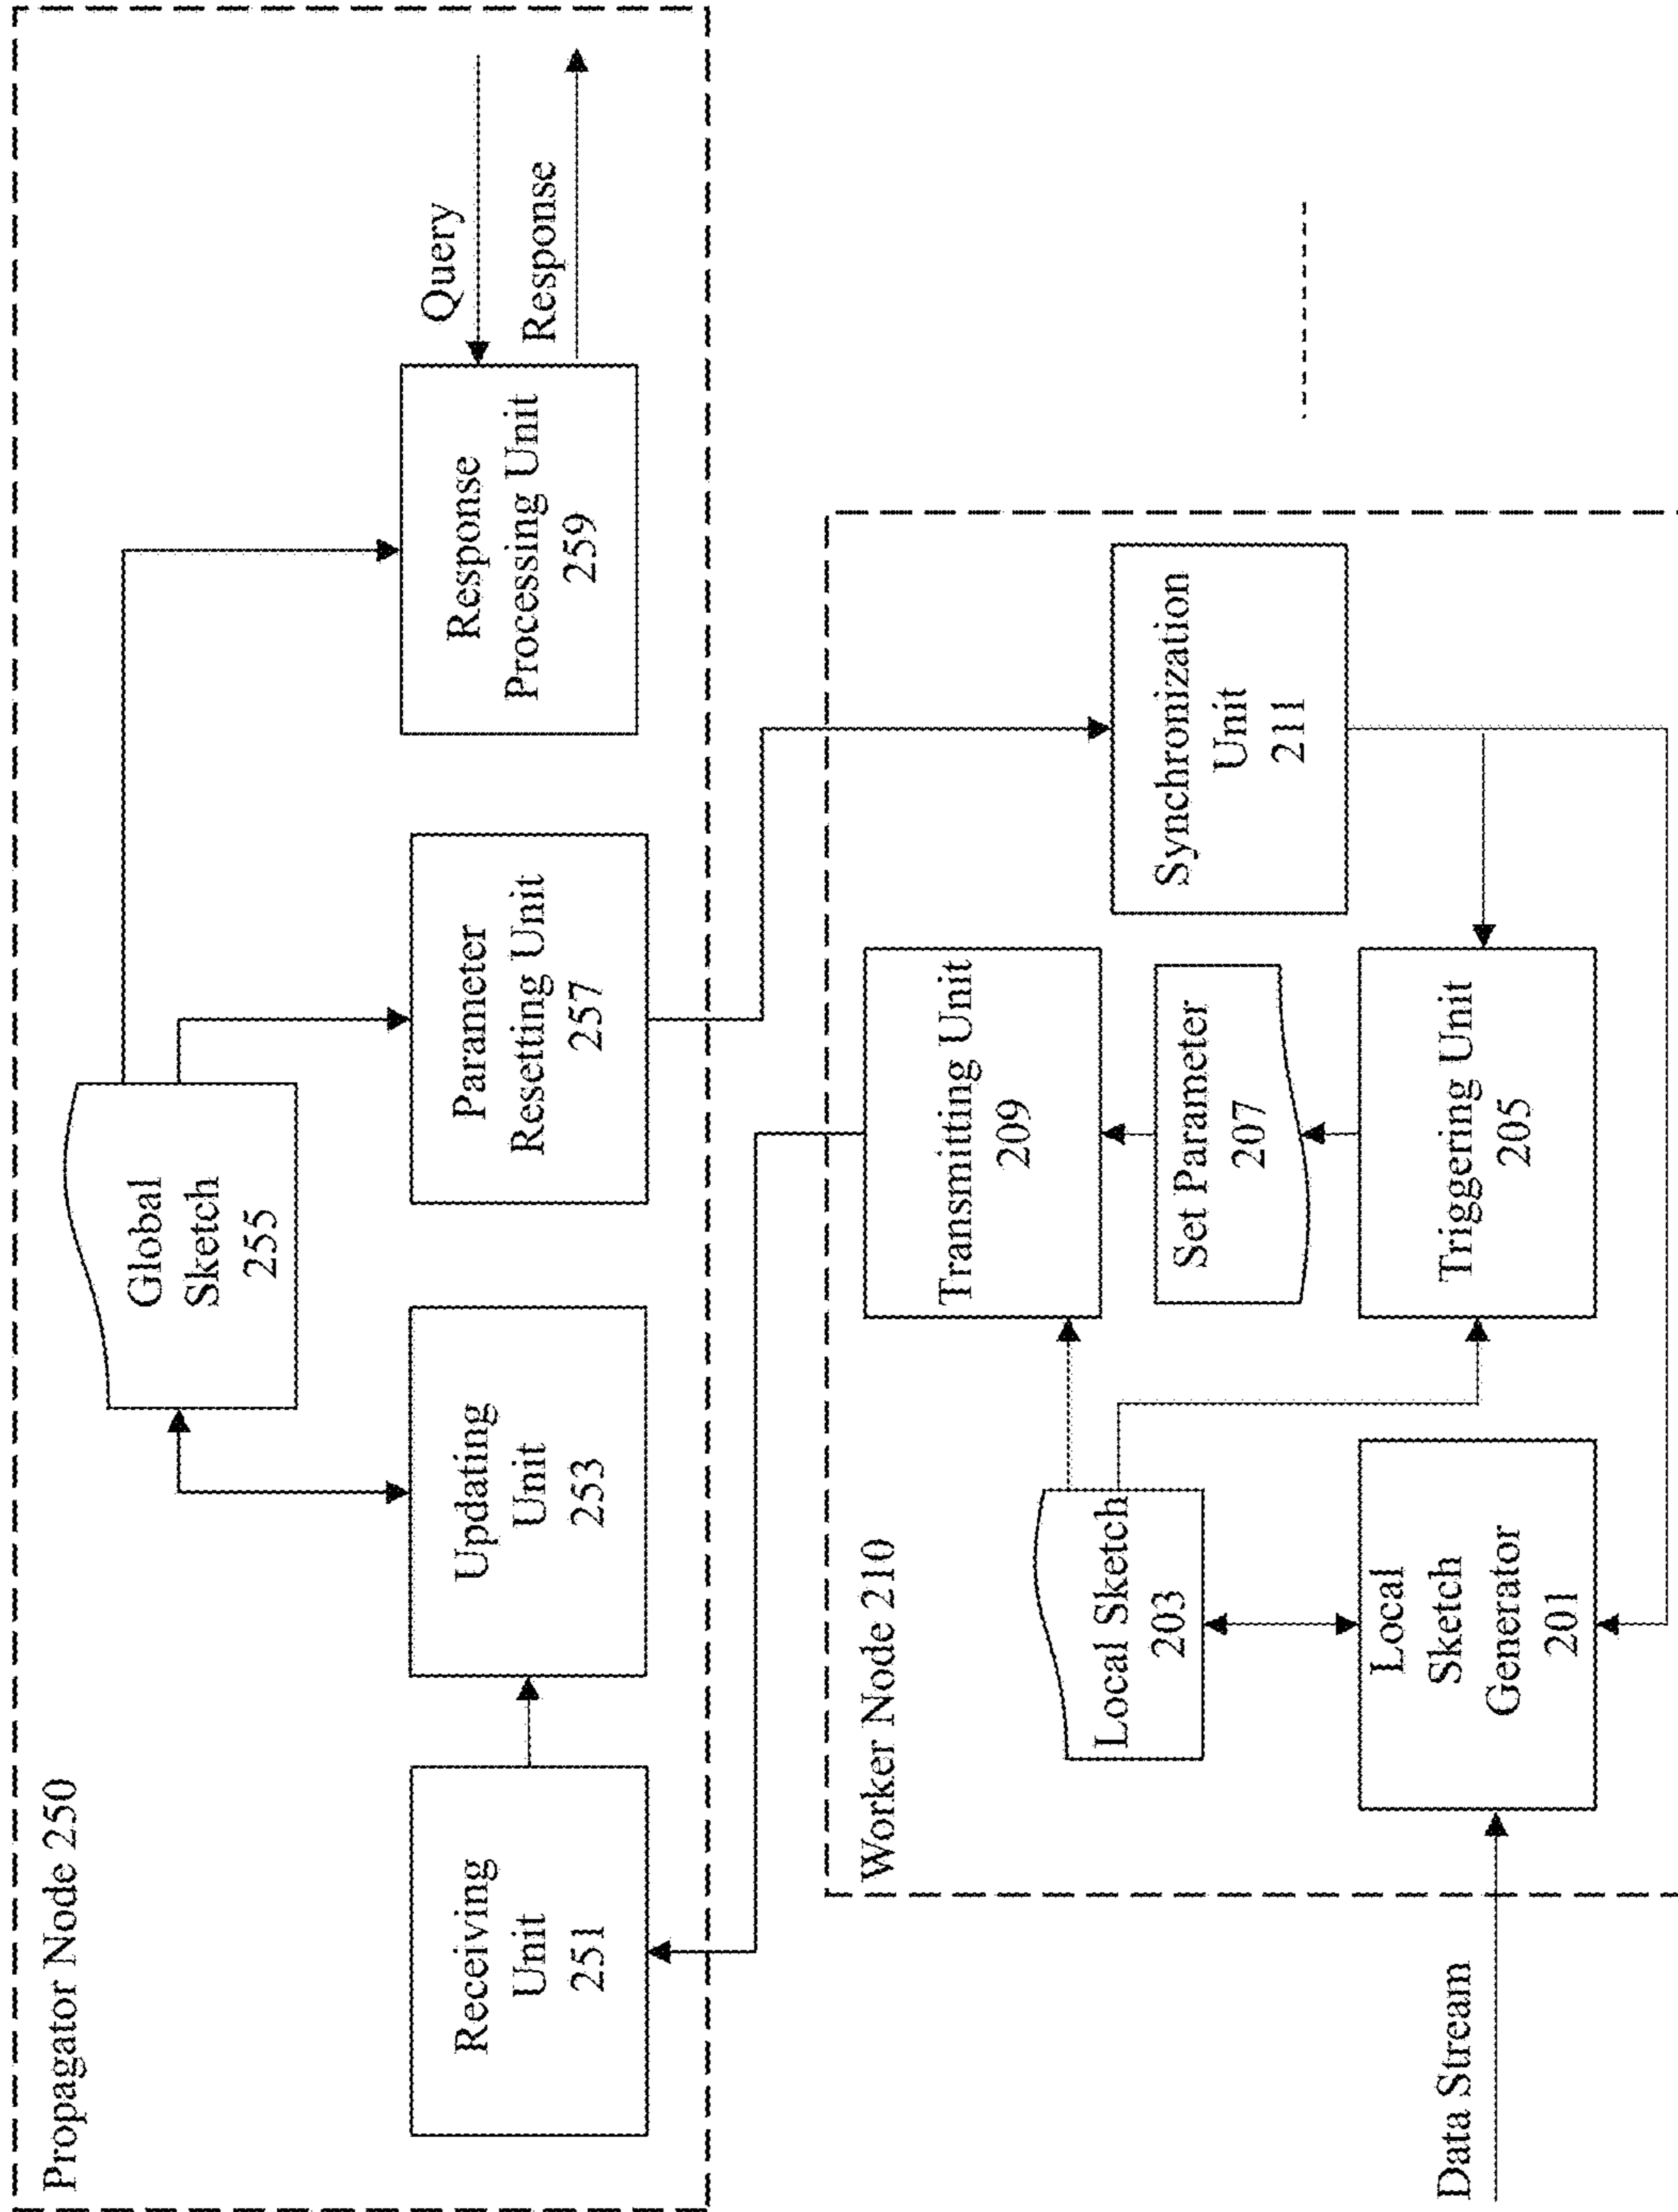 Propagator Node 250
Global
Sketch
255
Receiving
Unit
251
Updating
Unit
253
Parameter
Resetting Unit
257
Response
Processing Unit
259
Query
Response
Worker Node 210
Local Sketch
203
Transmitting Unit
209
Set Parameter
207
Synchronization
Unit
211
Data Stream
Local
Sketch
Generator
201
Triggering Unit
205